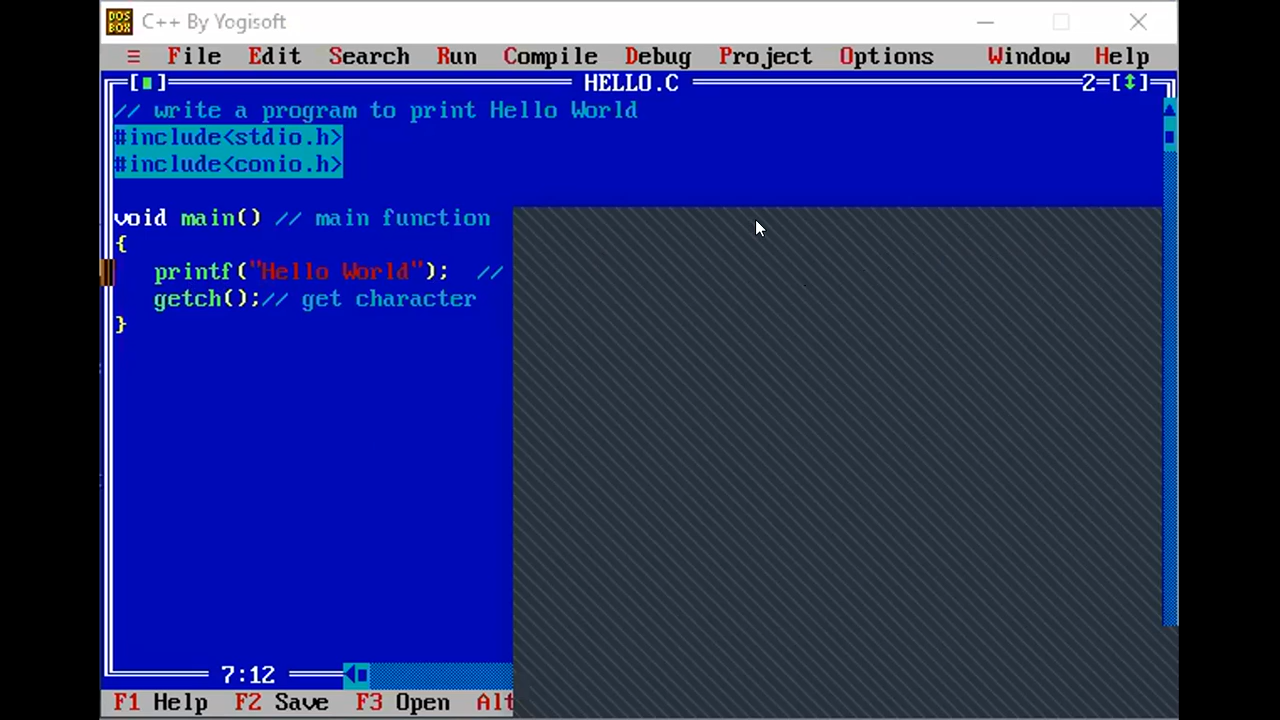 DOS
BOX
C++ By Yogisoft
≡ File Edit Search Run Compile Debug Project Options Window Help
HELLO.C
2
// write a program to print Hello World
#include<stdio.h>
#include<conio.h>
void main() // main function
{
printf("Hello World"); //
getch();// get character
}
7:12
F1 Help F2 Save F3 Open Alt